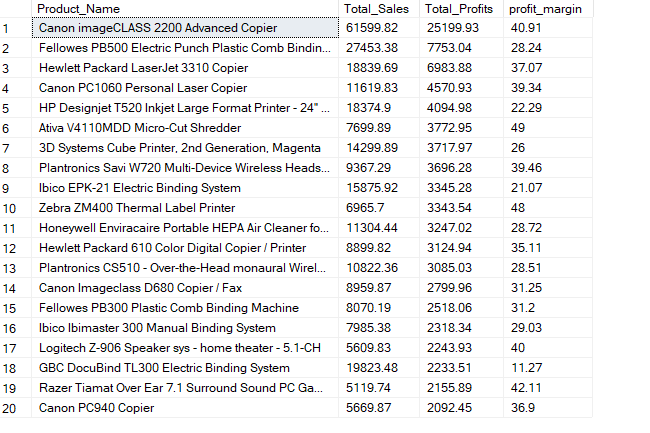 Product_Name Total_Sales Total_Profits profit_margin
1 Canon imageCLASS 2200 Advanced Copier 61599.82 25199.93 40.91
2 Fellowes PB500 Electric Punch Plastic Comb Bindin... 27453.38 7753.04 28.24
3 Hewlett Packard LaserJet 3310 Copier 18839.69 6983.88 37.07
4 Canon PC1060 Personal Laser Copier 11619.83 4570.93 39.34
5 HP Designjet T520 Inkjet Large Format Printer - 24" ... 18374.9 4094.98 22.29
6 Ativa V4110MDD Micro-Cut Shredder 7699.89 3772.95 49
7 3D Systems Cube Printer, 2nd Generation, Magenta 14299.89 3717.97 26
8 Plantronics Savi W720 Multi-Device Wireless Heads... 9367.29 3696.28 39.46
9 Ibico EPK-21 Electric Binding System 15875.92 3345.28 21.07
10 Zebra ZM400 Thermal Label Printer 6965.7 3343.54 48
11 Honeywell Enviracaire Portable HEPA Air Cleaner fo... 11304.44 3247.02 28.72
12 Hewlett Packard 610 Color Digital Copier / Printer 8899.82 3124.94 35.11
13 Plantronics CS510 - Over-the-Head monaural Wirel... 10822.36 3085.03 28.51
14 Canon Imageclass D680 Copier / Fax 8959.87 2799.96 31.25
15 Fellowes PB300 Plastic Comb Binding Machine 8070.19 2518.06 31.2
16 Ibico Ibimaster 300 Manual Binding System 7985.38 2318.34 29.03
17 Logitech Z-906 Speaker sys - home theater - 5.1-CH 5609.83 2243.93 40
18 GBC DocuBind TL300 Electric Binding System 19823.48 2233.51 11.27
19 Razer Tiamat Over Ear 7.1 Surround Sound PC Ga... 5119.74 2155.89 42.11
20 Canon PC940 Copier 5669.87 2092.45 36.9